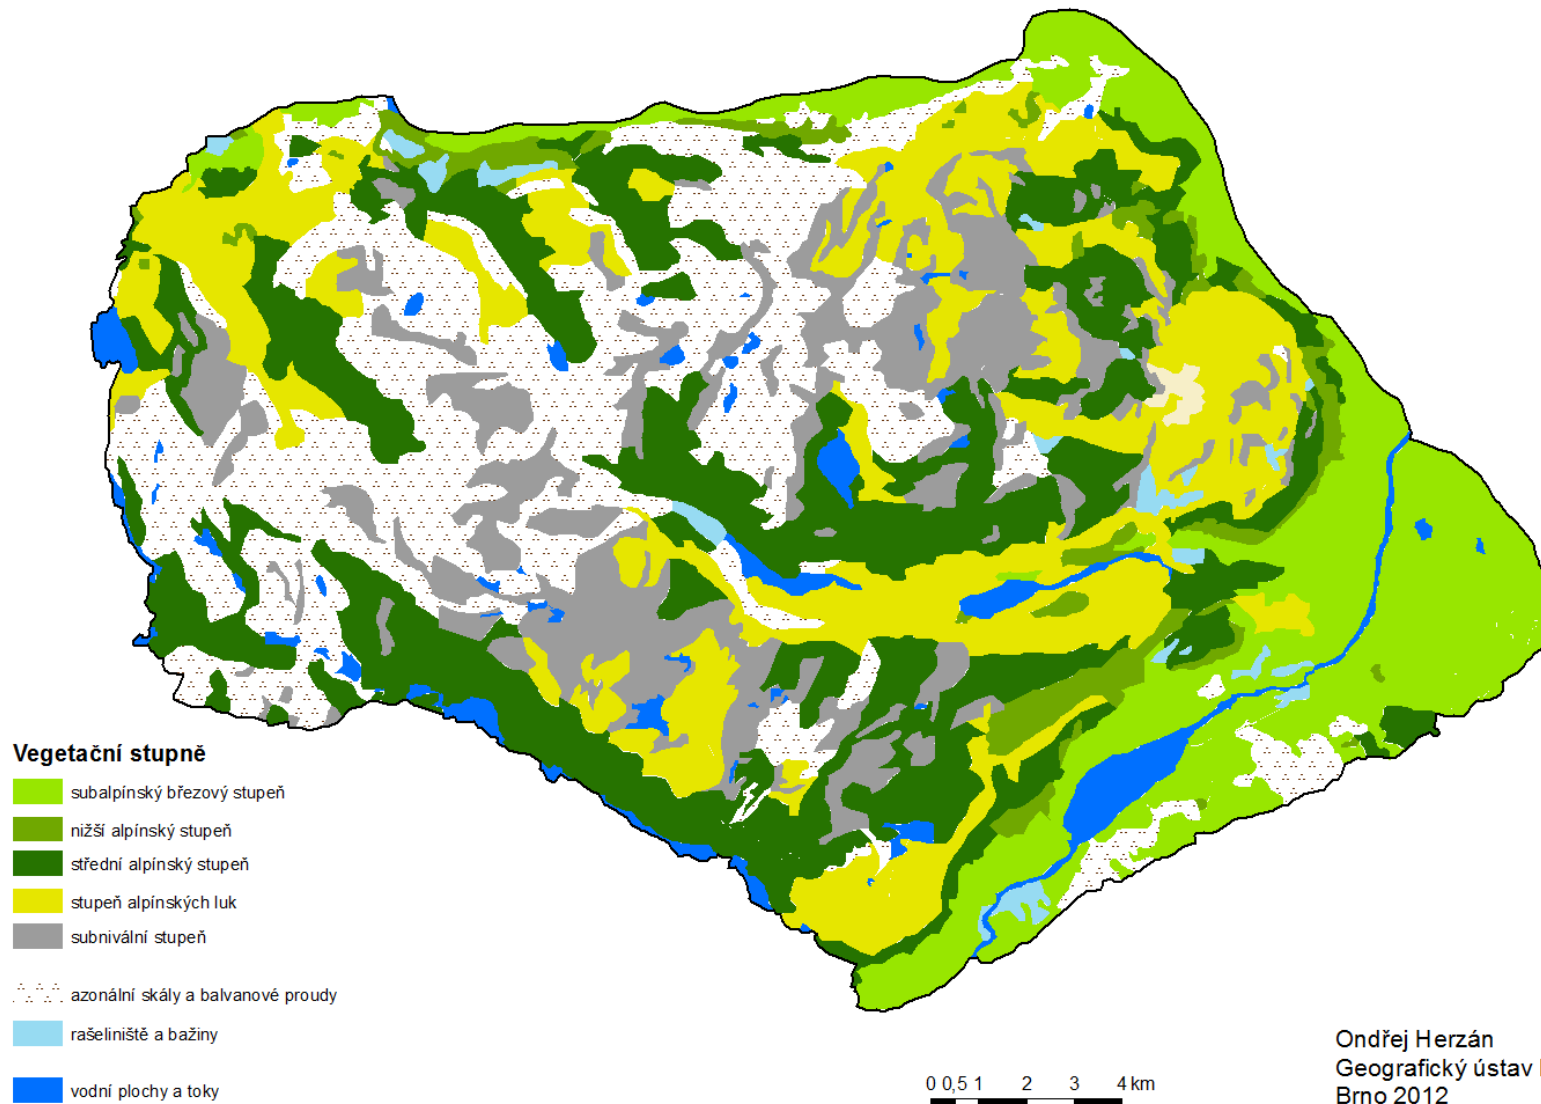 Vegetační stupně
subalpínský březový stupeň
nižší alpínský stupeň
střední alpínský stupeň
stupeň alpínských luk
subnivální stupeň
azonální skály a balvanové proudy
rašeliniště a bažiny
vodní plochy a toky
0 0,5 1 2 3 4 km
Ondřej Herzán
Geografický ústav
Brno 2012